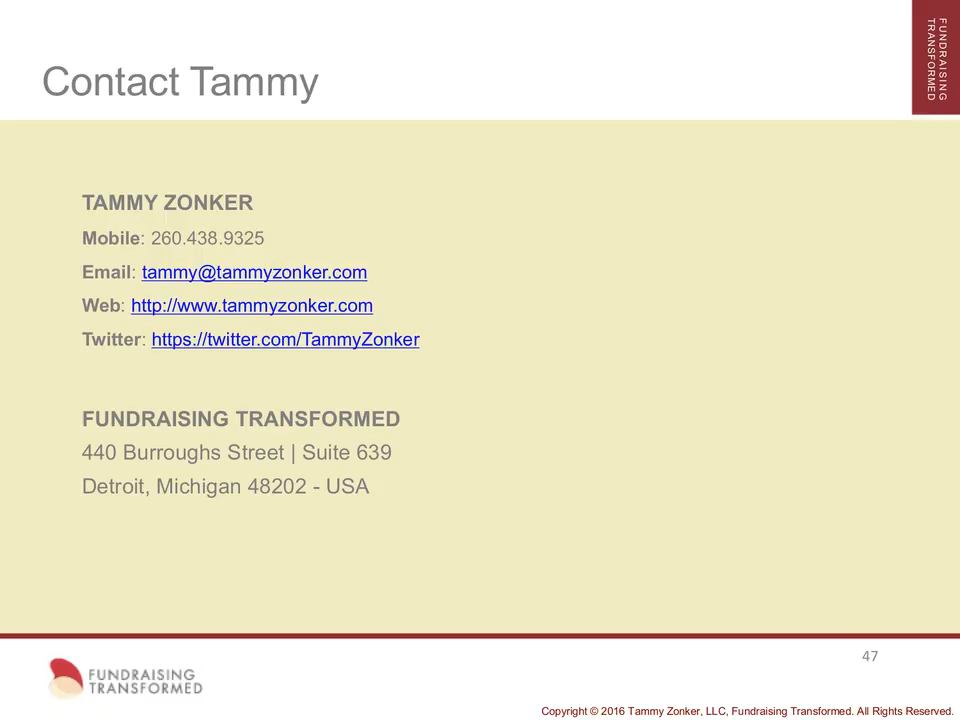 FUNDRAISING
TRANSFORMED
Contact Tammy
TAMMY ZONKER
Mobile: 260.438.9325
Email: tammy@tammyzonker.com
Web: http://www.tammyzonker.com
Twitter: https://twitter.com/TammyZonker
FUNDRAISING TRANSFORMED
440 Burroughs Street | Suite 639
Detroit, Michigan 48202 - USA
47
FUNDRAISING
TRANSFORMED
Copyright © 2016 Tammy Zonker, LLC, Fundraising Transformed. All Rights Reserved.